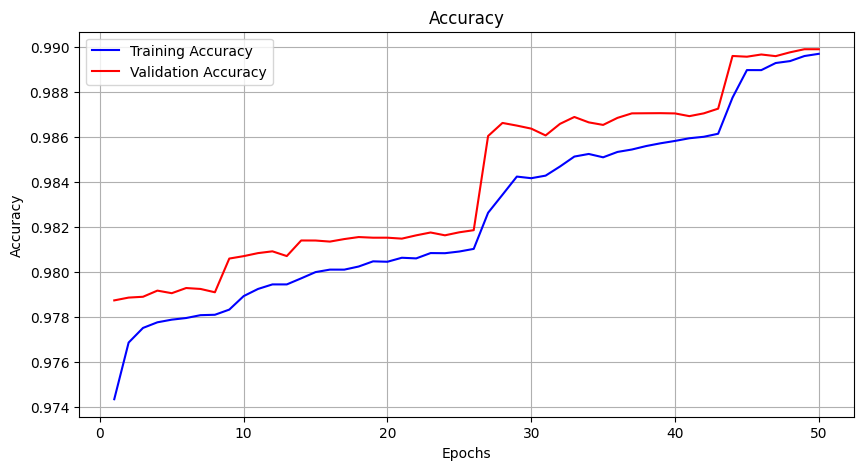 Accuracy
Training Accuracy
Validation Accuracy
0.990
0.988
0.986
0.984
0.982
0.980
0.978
0.976
0.974
Accuracy
0 10 20 30 40 50
Epochs